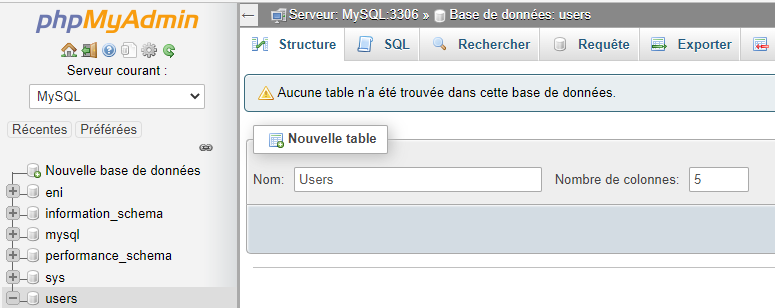 phpMyAdmin
Serveur courant :
MySQL
Récentes Préférées
Nouvelle base de données
eni
information_schema
mysql
performance_schema
sys
users
Serveur: MySQL:3306 » Base de données: users
Structure SQL Rechercher Requête Exporter
Aucune table n'a été trouvée dans cette base de données.
Nouvelle table
Nom: Users Nombre de colonnes: 5